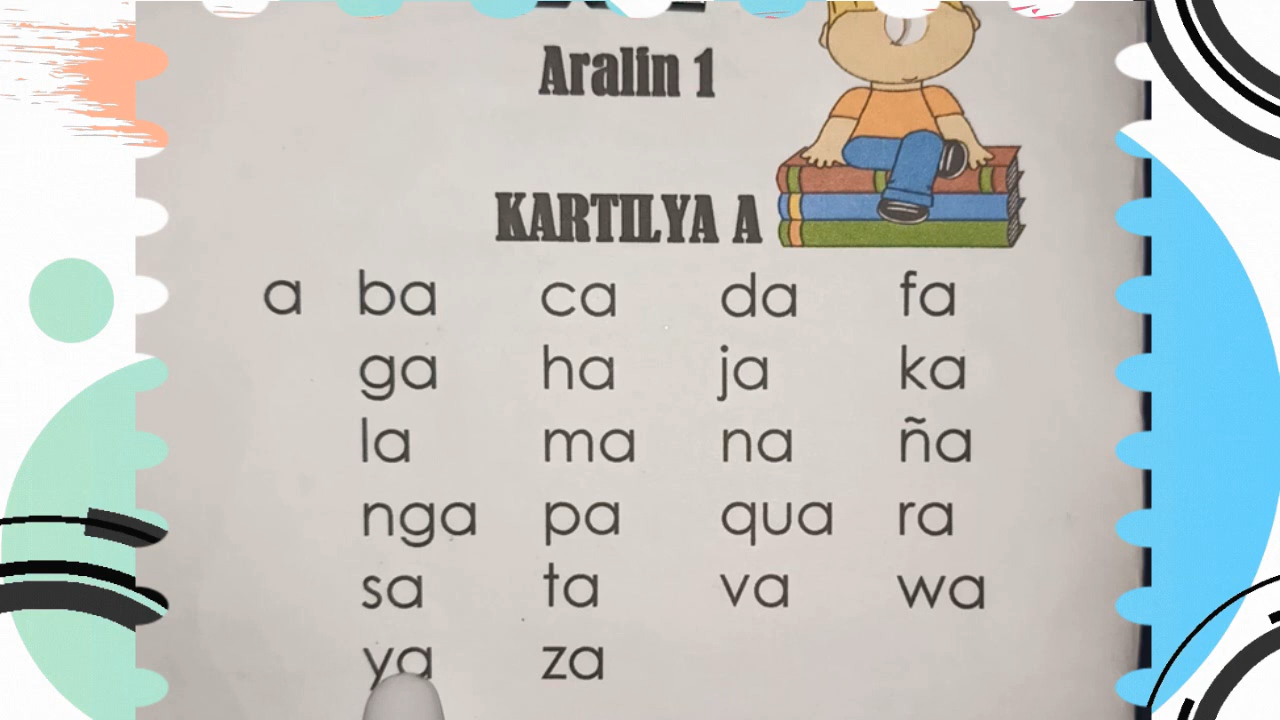 Aralin 1
KARTILYA A
a ba ca da fa
ga ha ja ka
la ma na ña
nga pa qua ra
sa ta va wa
ya za